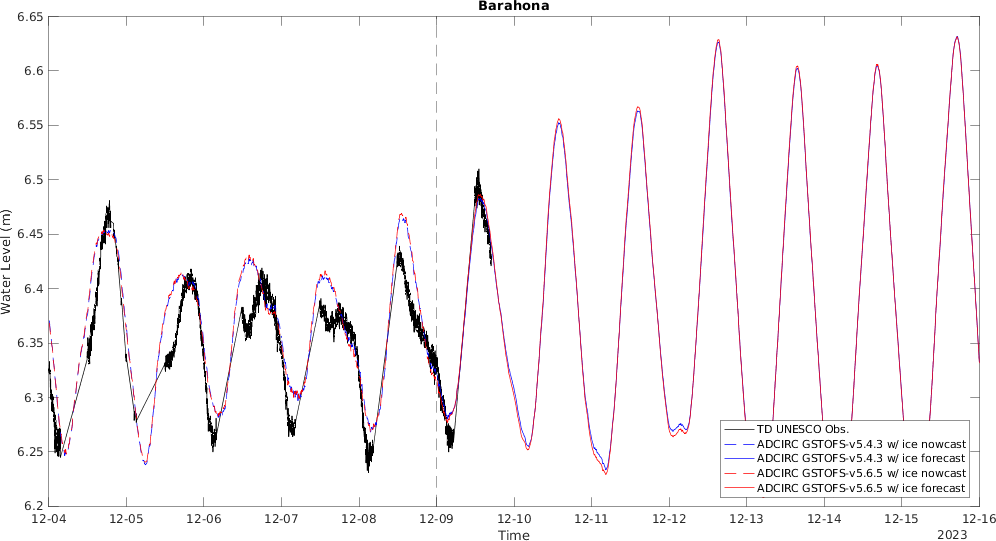 Barahona
6.65
6.6
6.55
6.5
6.45
6.4
6.35
6.3
6.25
6.2
Water Level (m)
TD UNESCO Obs.
ADCIRC GSTOFS-v5.4.3 w/ ice nowcast
ADCIRC GSTOFS-v5.4.3 w/ ice forecast
ADCIRC GSTOFS-v5.6.5 w/ ice nowcast
ADCIRC GSTOFS-v5.6.5 w/ ice forecast
12-04 12-05 12-06 12-07 12-08 12-09 12-10 12-11 12-12 12-13 12-14 12-15 12-16
Time
2023